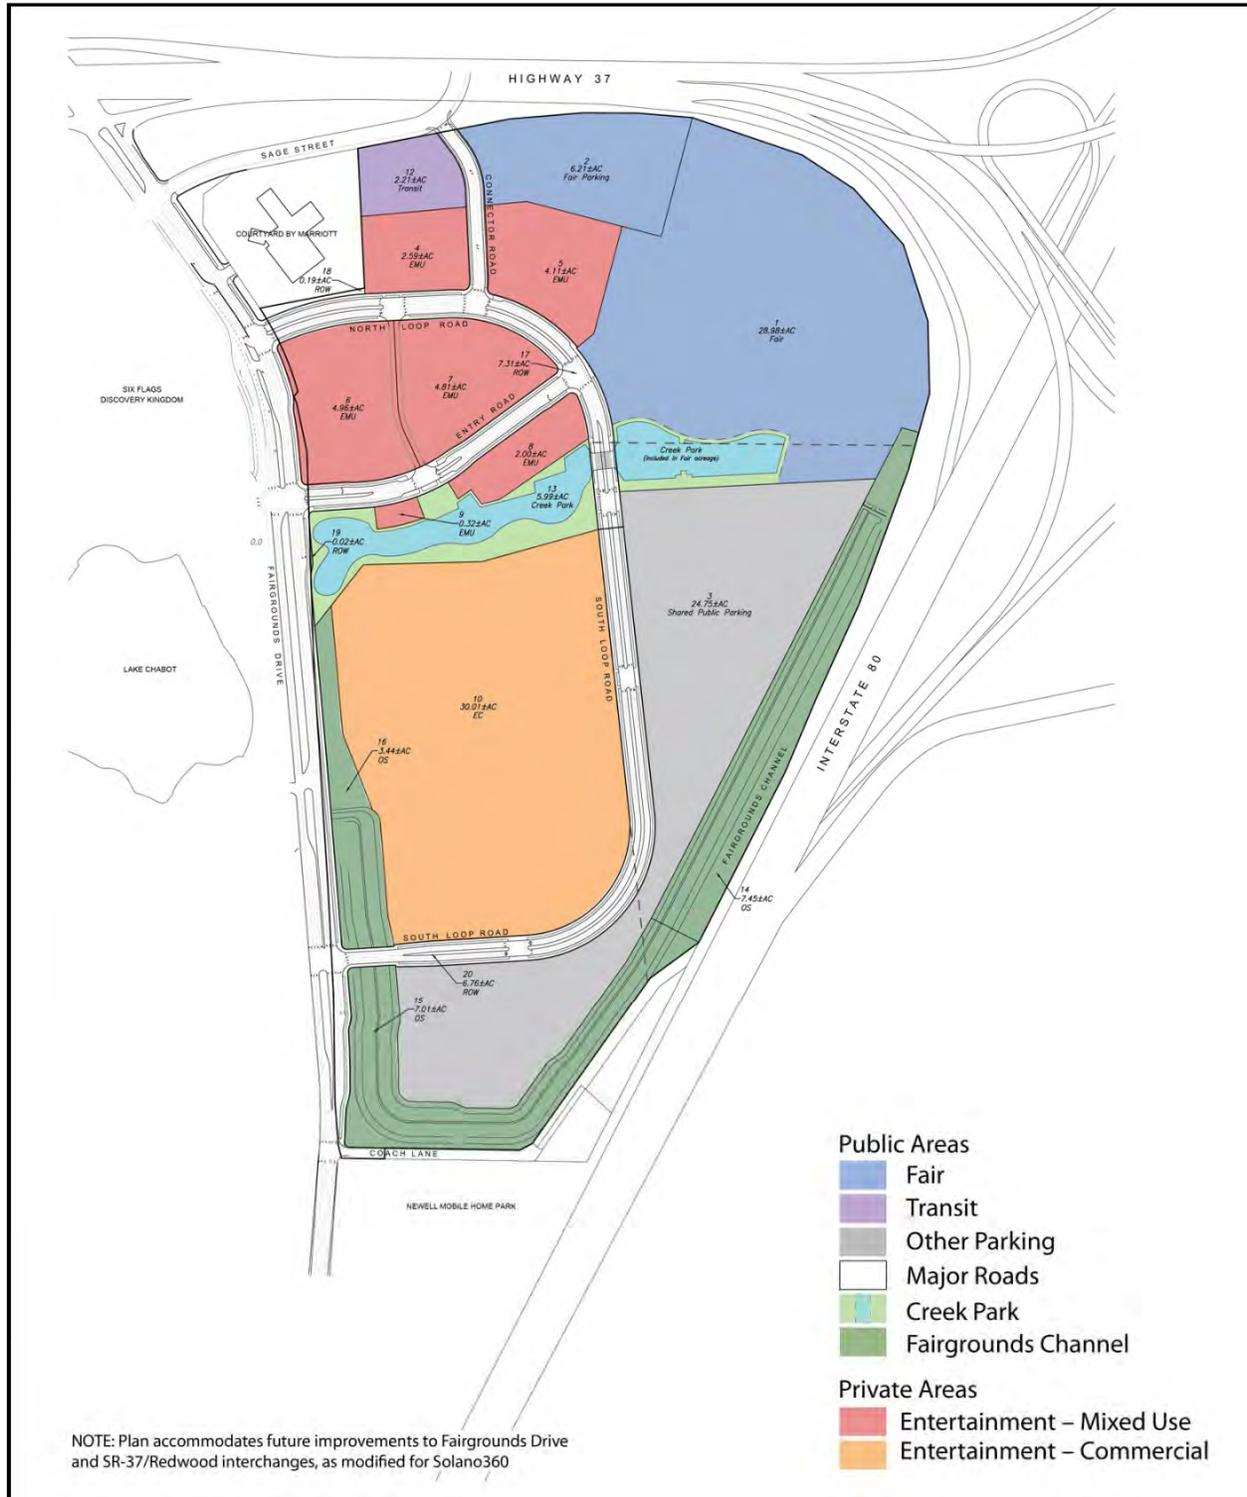 HIGHWAY 37
SAGE STREET
12
2.21±AC
Transit
2
6.21±AC
Fair Parking
CONNECTOR ROAD
COURTYARD BY MARRIOTT
4
2.59±AC
EMU
5
4.11±AC
EMU
18
0.19±AC
ROW
NORTH LOOP ROAD
1
28.98±AC
Fair
17
7.31±AC
ROW
SIX FLAGS
DISCOVERY KINGDOM
6
4.96±AC
EMU
7
4.81±AC
EMU
ENTRY ROAD
8
2.00±AC
EMU
Creek Park
(Included in Fair acreage)
13
5.99±AC
Creek Park
9
0.32±AC
EMU
19
0.02±AC
ROW
0.0
FAIRGROUNDS DRIVE
3
24.75±AC
Shared Public Parking
SOUTH LOOP ROAD
LAKE CHABOT
INTERSTATE 80
10
30.01±AC
EC
16
3.44±AC
OS
FAIRGROUNDS CHANNEL
14
7.45±AC
OS
SOUTH LOOP ROAD
20
6.76±AC
ROW
15
7.01±AC
OS
COACH LANE
NEWELL MOBILE HOME PARK
Public Areas
Fair
Transit
Other Parking
Major Roads
Creek Park
Fairgrounds Channel
Private Areas
Entertainment – Mixed Use
Entertainment – Commercial
NOTE: Plan accommodates future improvements to Fairgrounds Drive
and SR-37/Redwood interchanges, as modified for Solano360